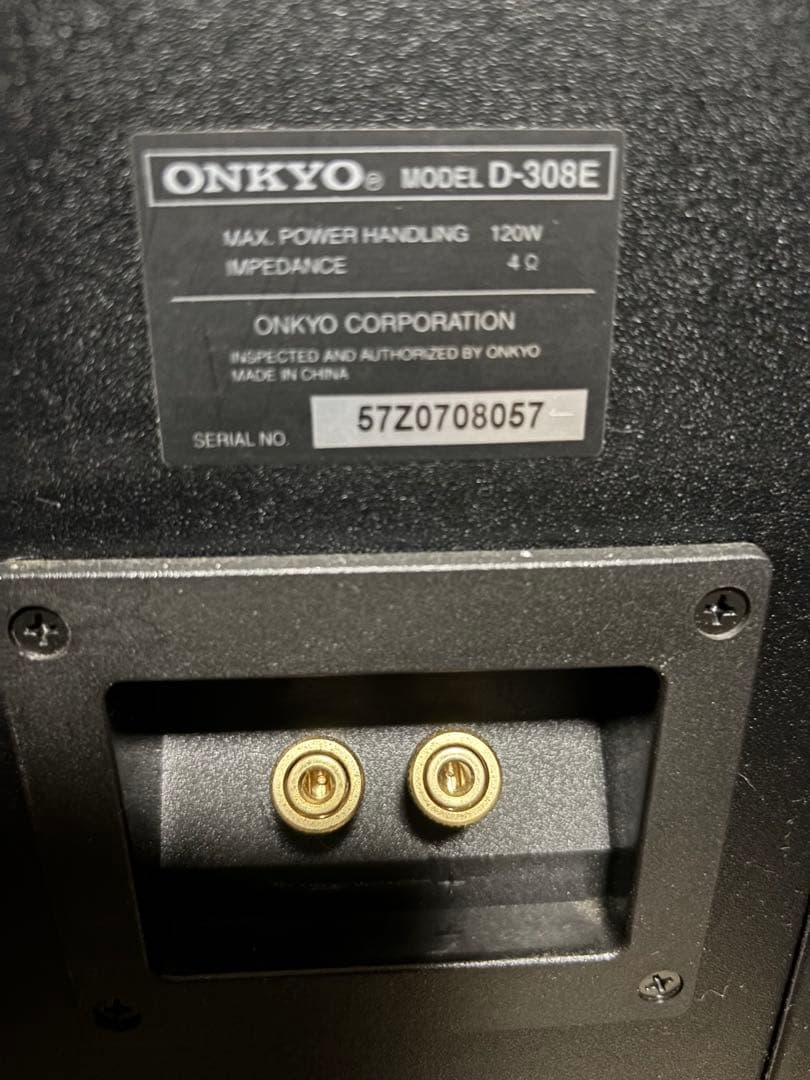 ONKYO® MODEL D-308E
MAX. POWER HANDLING 120W
IMPEDANCE 4Ω
ONKYO CORPORATION
INSPECTED AND AUTHORIZED BY ONKYO
MADE IN CHINA
SERIAL NO. 57Z0708057